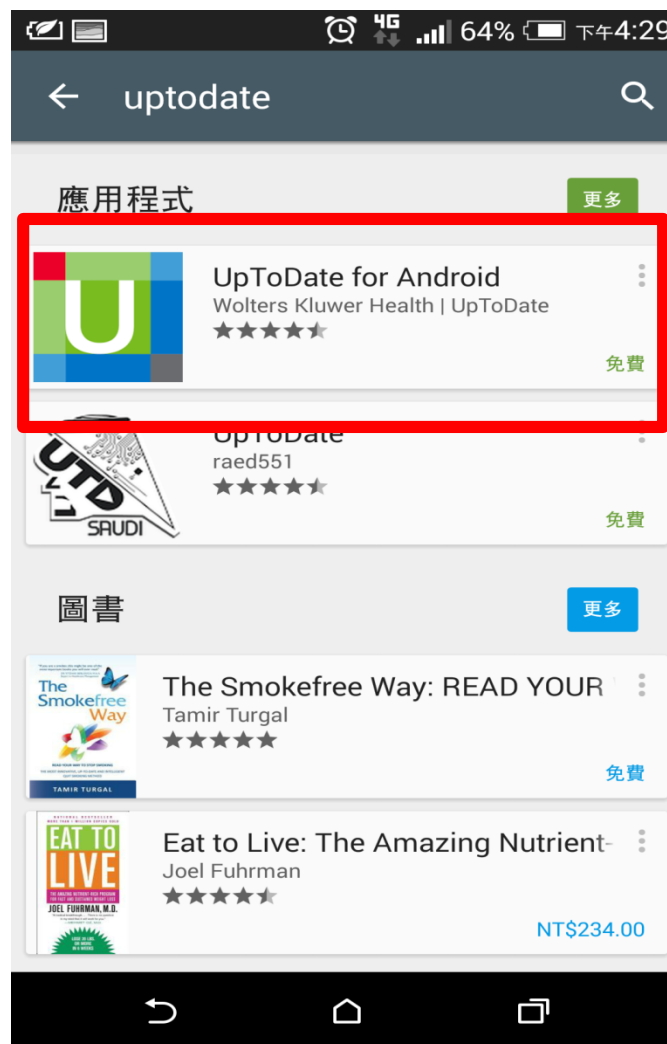 4G 64% 下午4:29
uptodate
應用程式 更多
U
UpToDate for Android
Wolters Kluwer Health | UpToDate
免費
UpToDate
raed551
UTD
SAUDI
免費
圖書 更多
The Smokefree Way
TAMIR TURGAL
The Smokefree Way: READ YOUR
Tamir Turgal
免費
EAT TO LIVE
JOEL FUHRMAN, M.D.
Eat to Live: The Amazing Nutrient-
Joel Fuhrman
NT$234.00